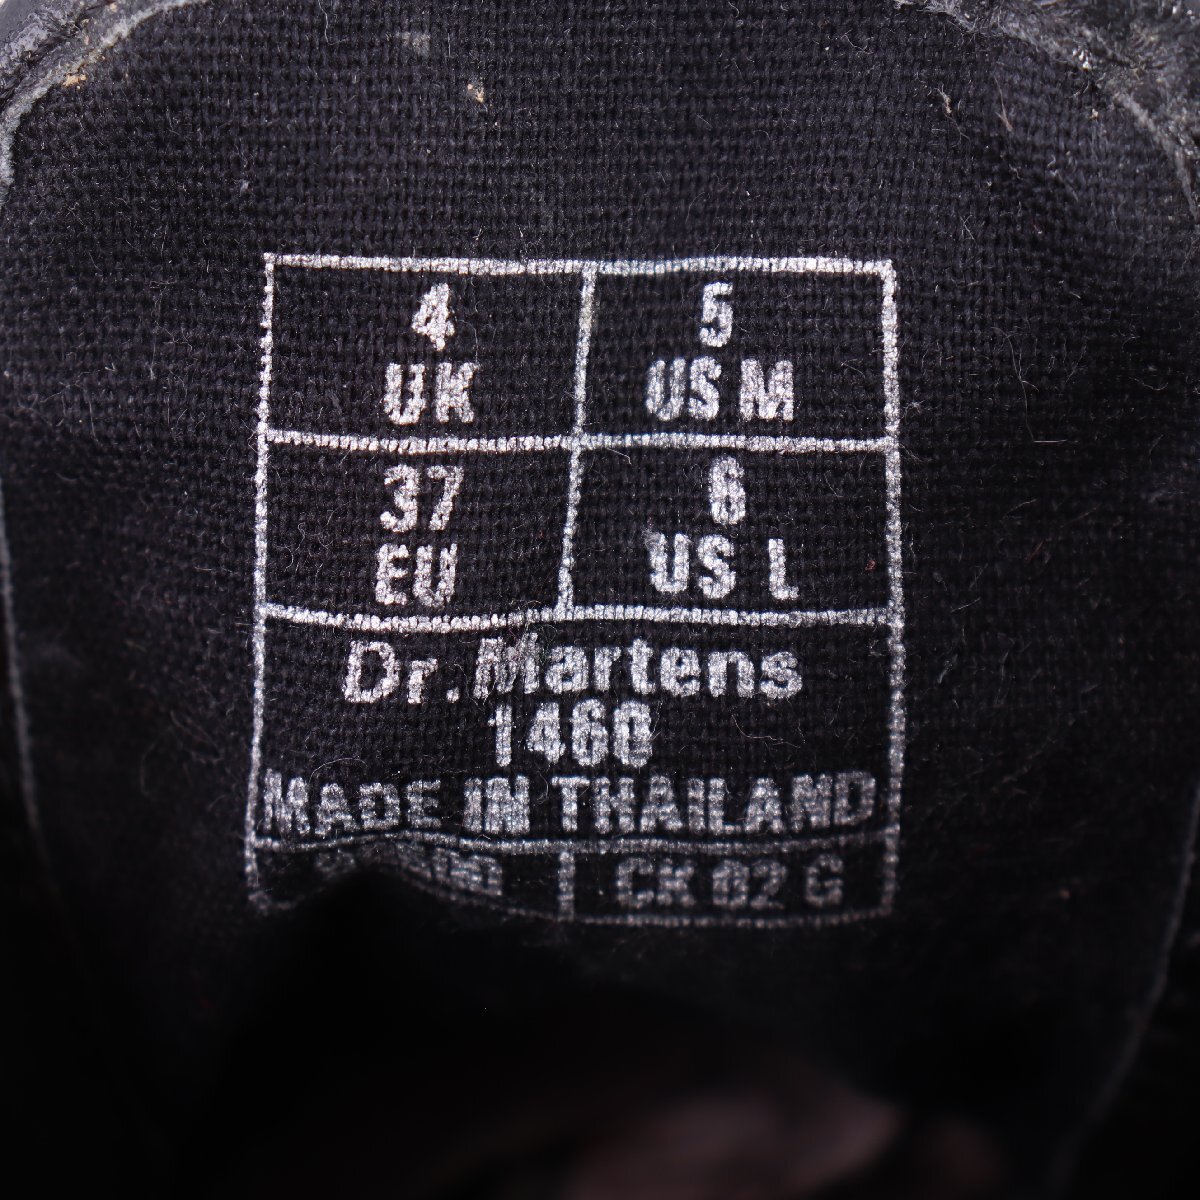 4 5
UK US M
37 6
EU US L
Dr. Martens
1460
MADE IN THAILAND
CK 02 G